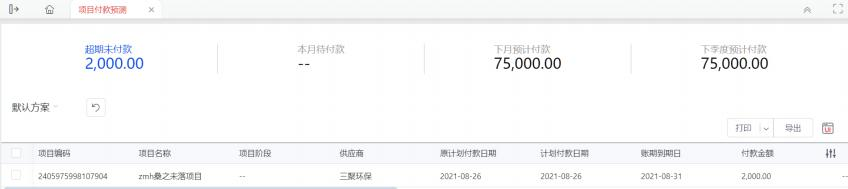 项目付款预测
超期未付款 本月待付款 下月预计付款 下季度预计付款
2,000.00 -- 75,000.00 75,000.00
默认方案
打印 导出
项目编码 项目名称 项目阶段 供应商 原计划付款日期 计划付款日期 账期到期日 付款金额
2405975998107904 zmh桑之未落项目 -- 三聚环保 2021-08-26 2021-08-26 2021-08-31 2,000.00 --